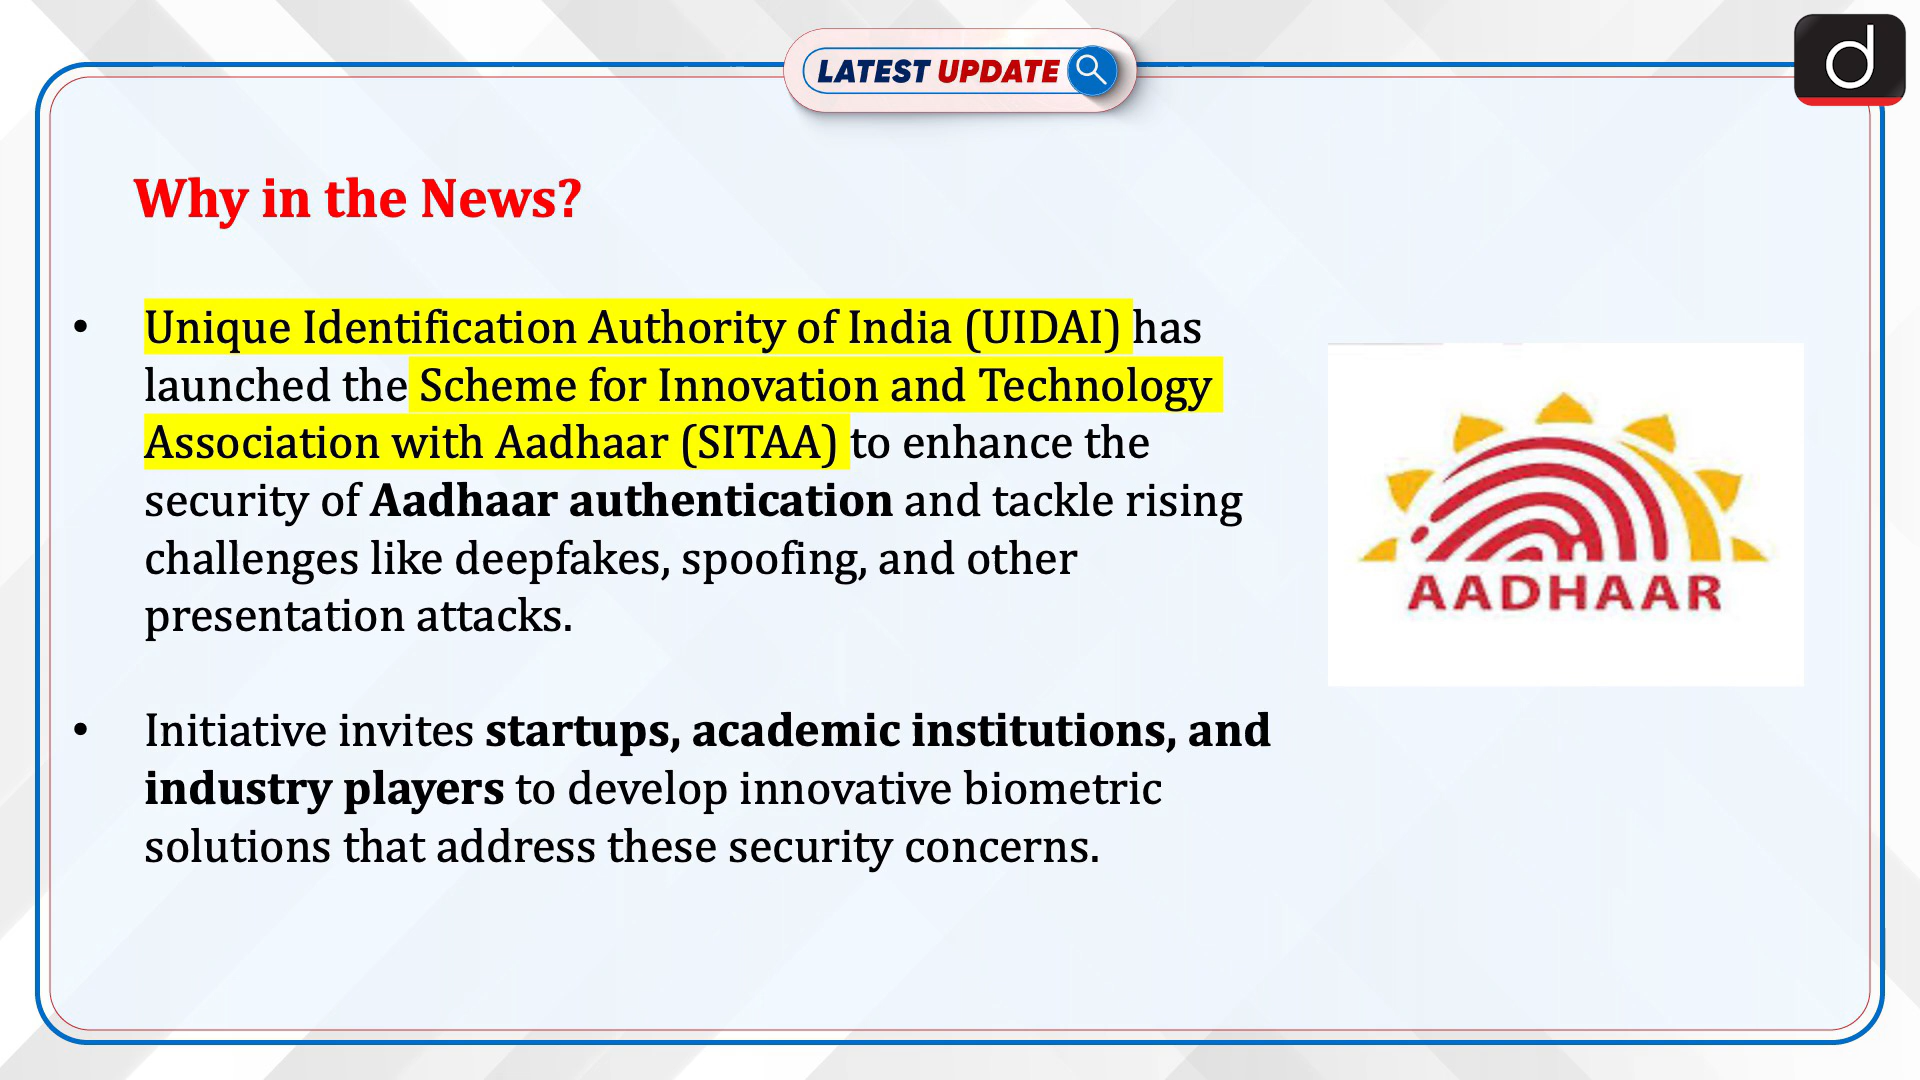 LATEST UPDATE
d
Why in the News?
• Unique Identification Authority of India (UIDAI) has
launched the Scheme for Innovation and Technology
Association with Aadhaar (SITAA) to enhance the
security of Aadhaar authentication and tackle rising
challenges like deepfakes, spoofing, and other
presentation attacks.
AADHAAR
• Initiative invites startups, academic institutions, and
industry players to develop innovative biometric
solutions that address these security concerns.